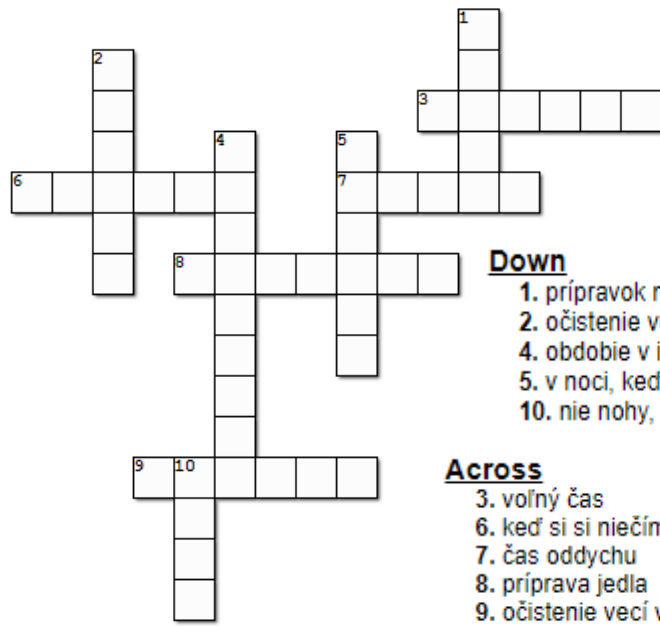 1
2
3
4
5
6
7
8
9
10
Down
1. prípravok
2. očistenie
4. obdobie v
5. v noci, keď
10. nie nohy,
Across
3. voľný čas
6. keď si si niečím
7. čas oddychu
8. príprava jedla
9. očistenie vecí v